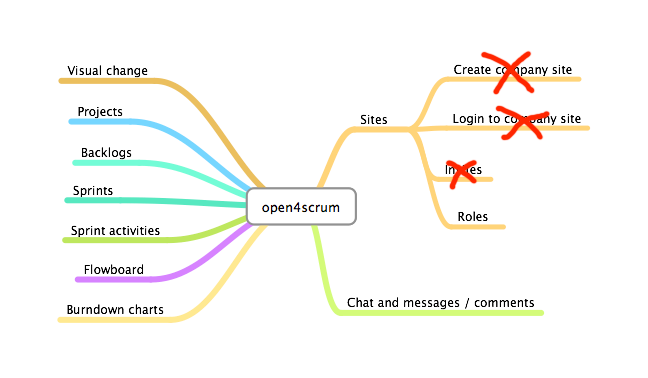 Visual change
Projects
Backlogs
Sprints
Sprint activities
Flowboard
Burndown charts
open4scrum
Sites
Create company site
Login to company site
Roles
Chat and messages / comments